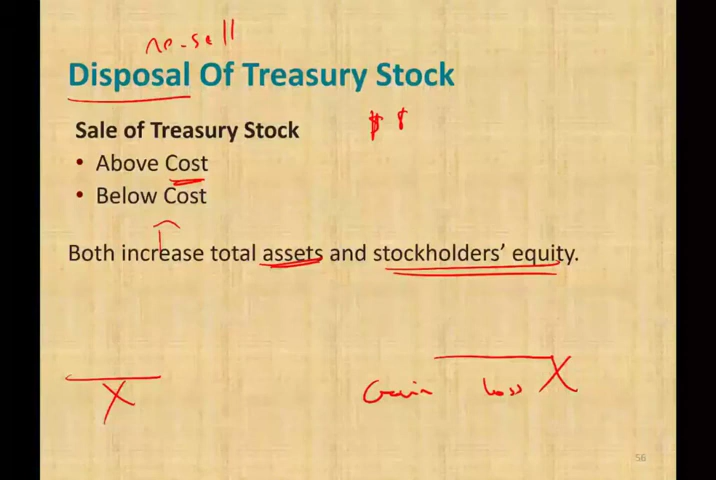 re-sell
Disposal Of Treasury Stock
Sale of Treasury Stock
$ $
• Above Cost
• Below Cost
Both increase total assets and stockholders' equity.
X
Gain loss X
56